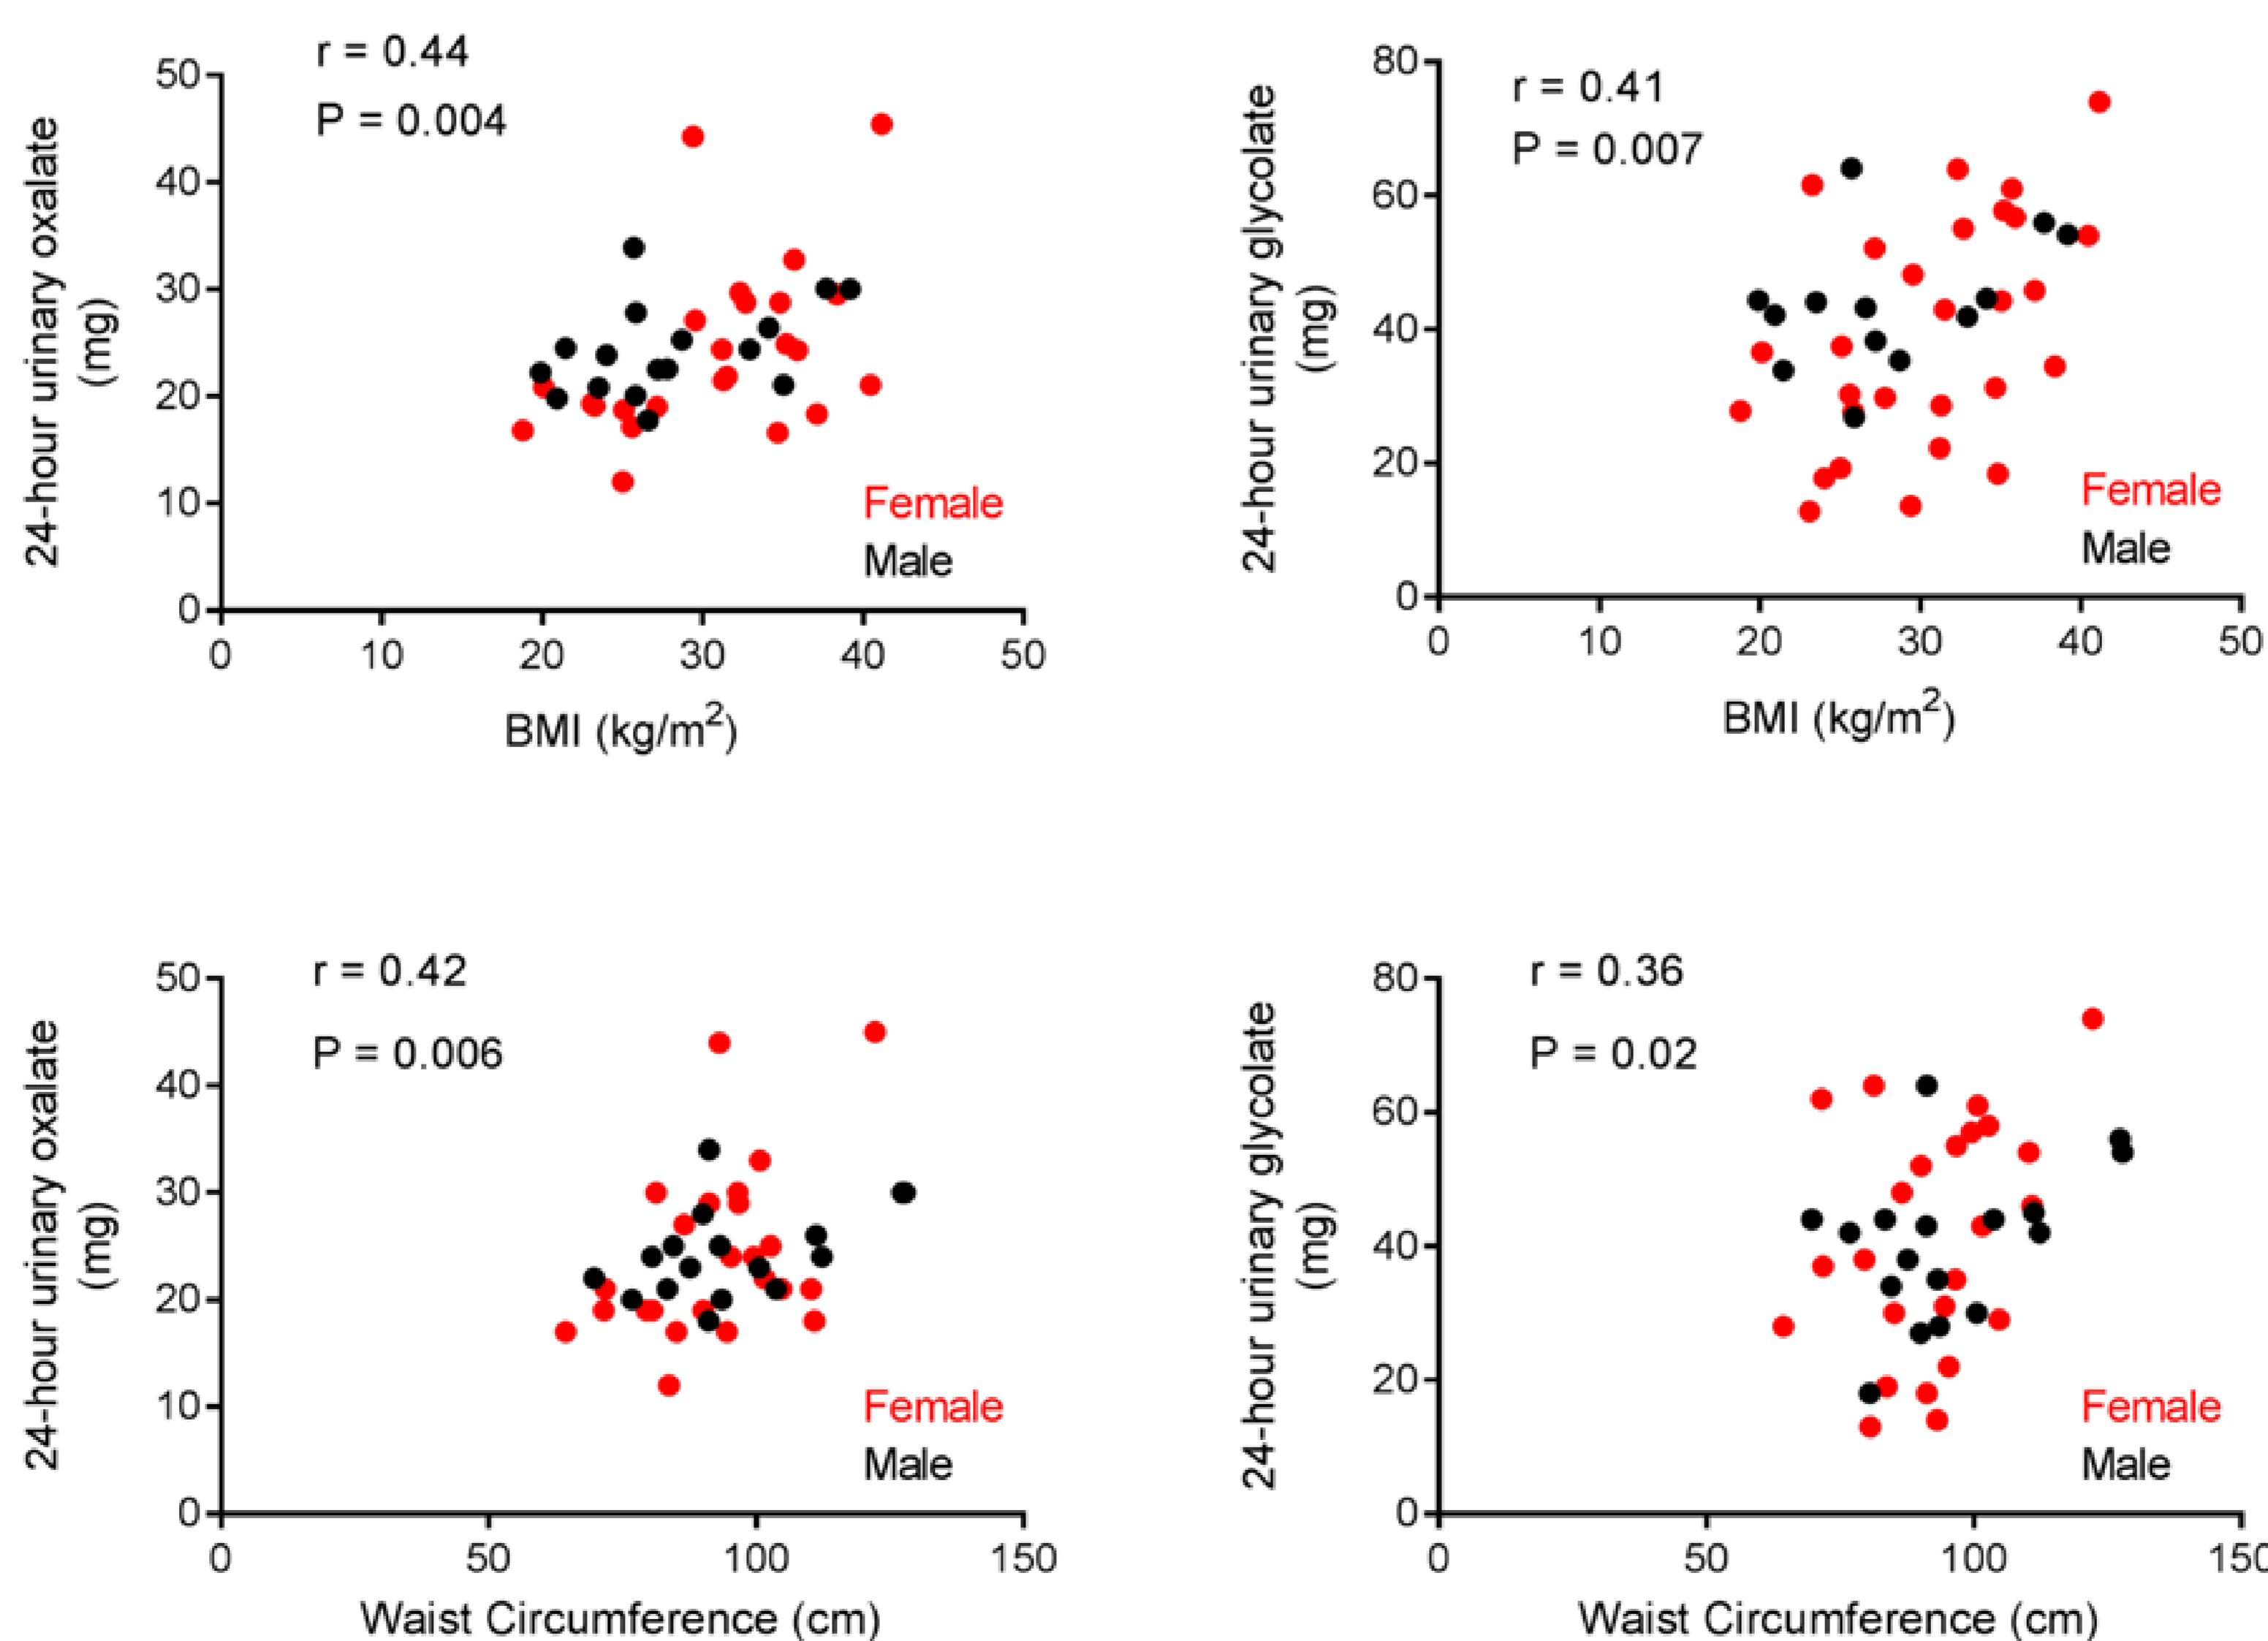 r = 0.44
P = 0.004
24-hour urinary oxalate
(mg)
50
40
30
20
10
0
0 10 20 30 40 50
BMI (kg/m²)
Female
Male
r = 0.41
P = 0.007
24-hour urinary glycolate
(mg)
80
60
40
20
0
0 10 20 30 40 50
BMI (kg/m²)
Female
Male
r = 0.42
P = 0.006
24-hour urinary oxalate
(mg)
50
40
30
20
10
0
0 50 100 150
Waist Circumference (cm)
Female
Male
r = 0.36
P = 0.02
24-hour urinary glycolate
(mg)
80
60
40
20
0
0 50 100 150
Waist Circumference (cm)
Female
Male